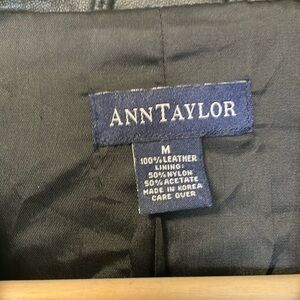 ANNTAYLOR
M
100% LEATHER
LINING:
50% NYLON
50% ACETATE
MADE IN KOREA
CARE OVER